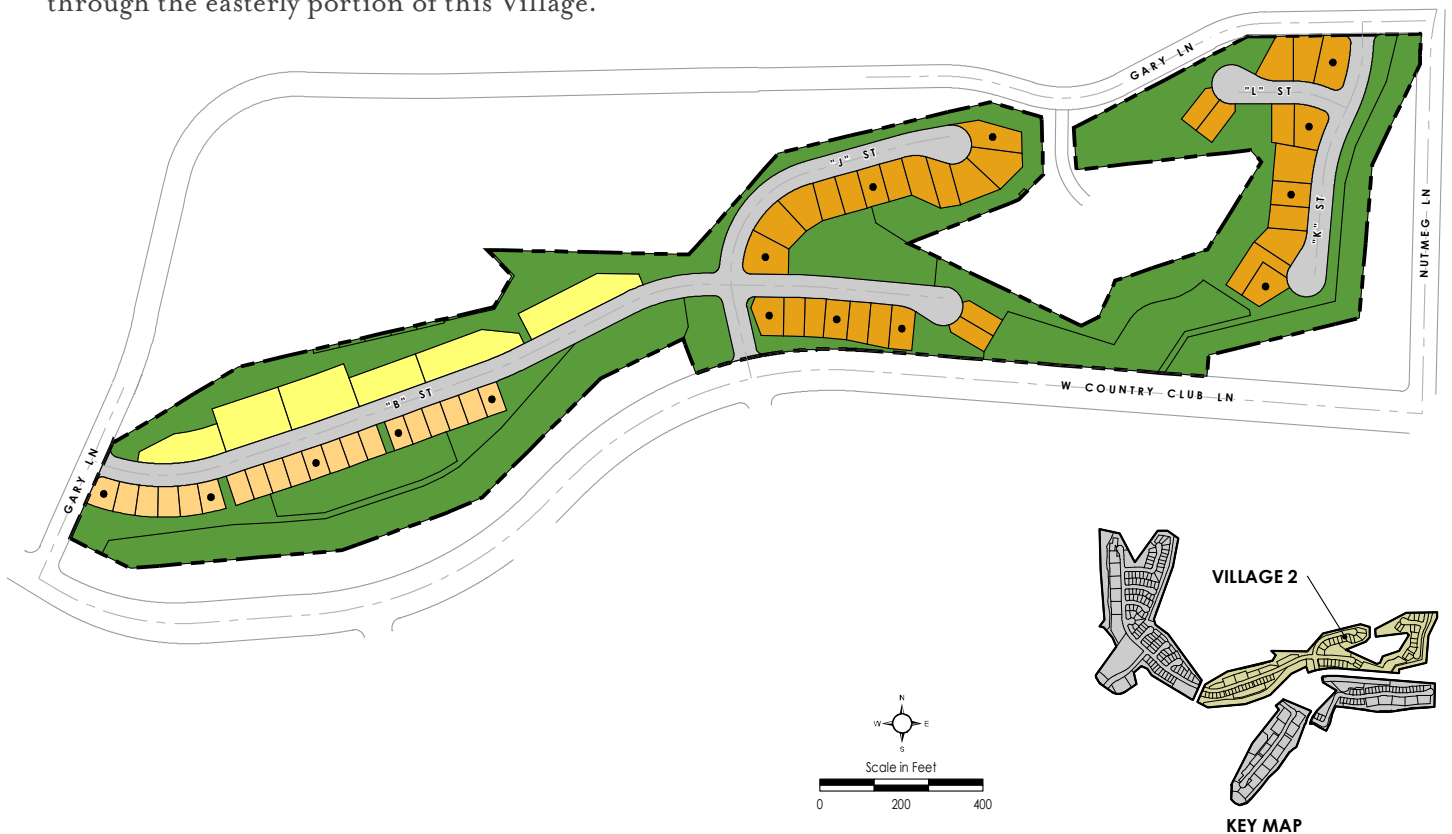 through the easterly portion of this Village.
GARY LN
"L" ST
"J" ST
"K" ST
NUTMEG LN
W COUNTRY CLUB LN
"B" ST
GARY LN
VILLAGE 2
N
W E
S
Scale in Feet
0 200 400
KEY MAP